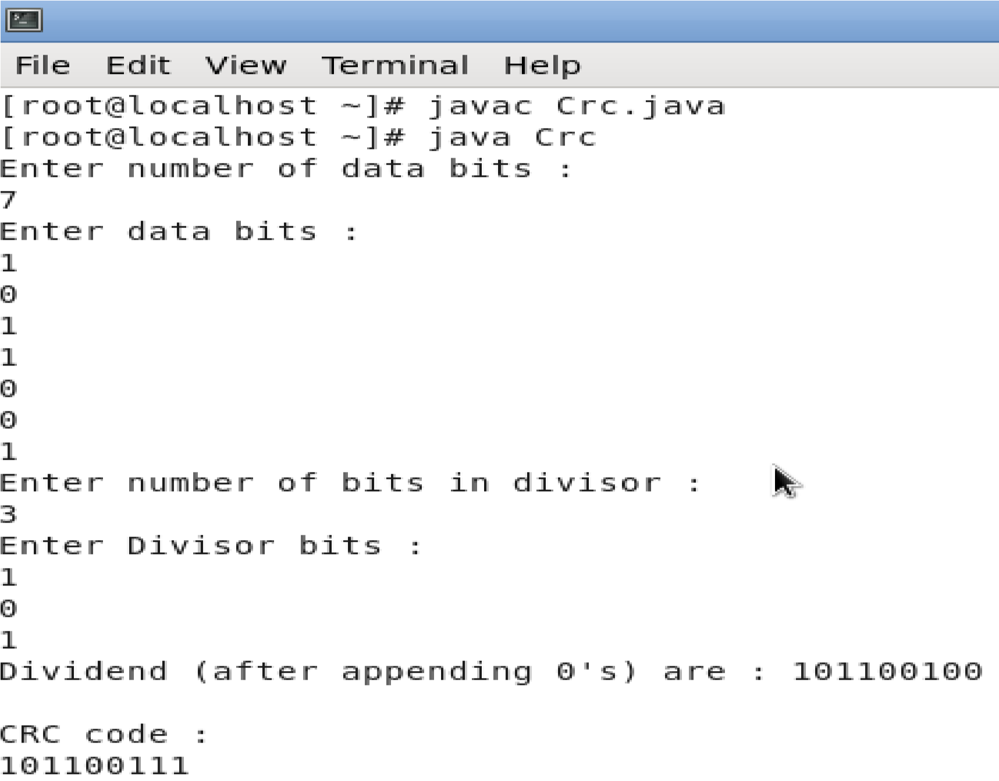 File Edit View Terminal Help
[root@localhost ~]# javac Crc.java
[root@localhost ~]# java Crc
Enter number of data bits :
7
Enter data bits :
1
0
1
1
0
0
1
Enter number of bits in divisor :
3
Enter Divisor bits :
1
0
1
Dividend (after appending 0's) are : 101100100

CRC code :
101100111